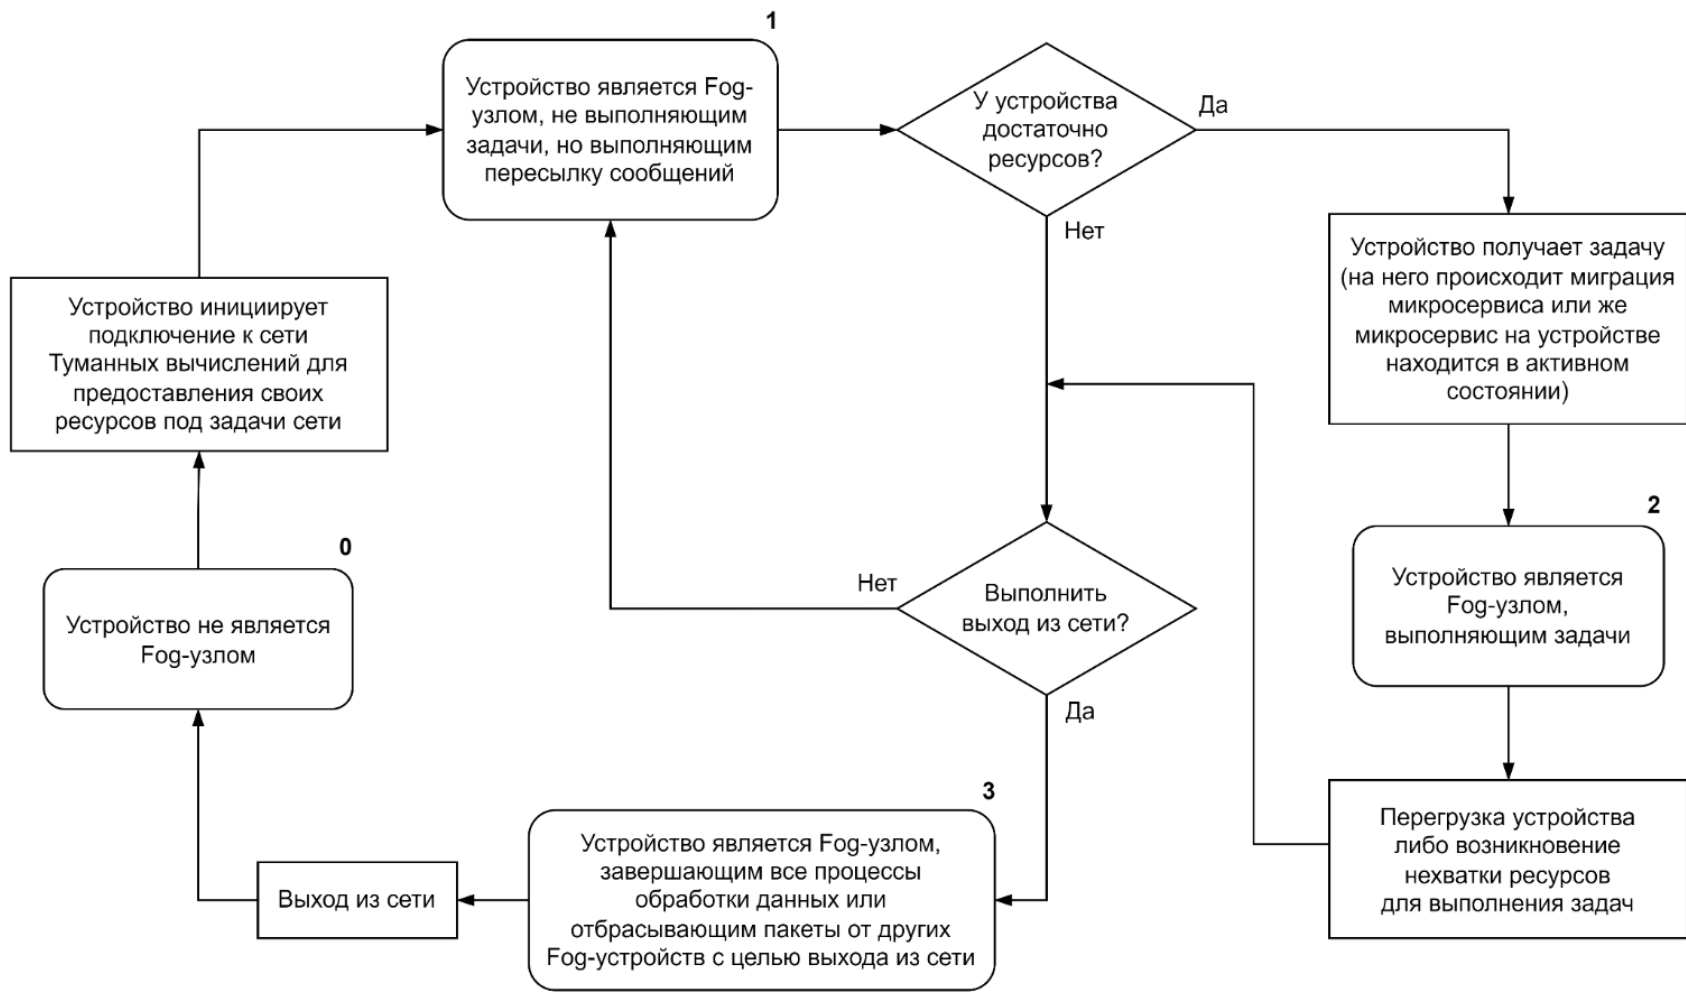 1
Устройство является Fog-
узлом, не выполняющим
задачи, но выполняющим
пересылку сообщений
У устройства
достаточно
ресурсов?
Да
Нет
Устройство получает задачу
(на него происходит миграция
микросервиса или же
микросервис на устройстве
находится в активном
состоянии)
Устройство инициирует
подключение к сети
Туманных вычислений для
предоставления своих
ресурсов под задачи сети
2
Устройство является
Fog-узлом,
выполняющим задачи
0
Устройство не является
Fog-узлом
Нет
Выполнить
выход из сети?
Да
3
Устройство является Fog-узлом,
завершающим все процессы
обработки данных или
отбрасывающим пакеты от других
Fog-устройств с целью выхода из сети
Выход из сети
Перегрузка устройства
либо возникновение
нехватки ресурсов
для выполнения задач